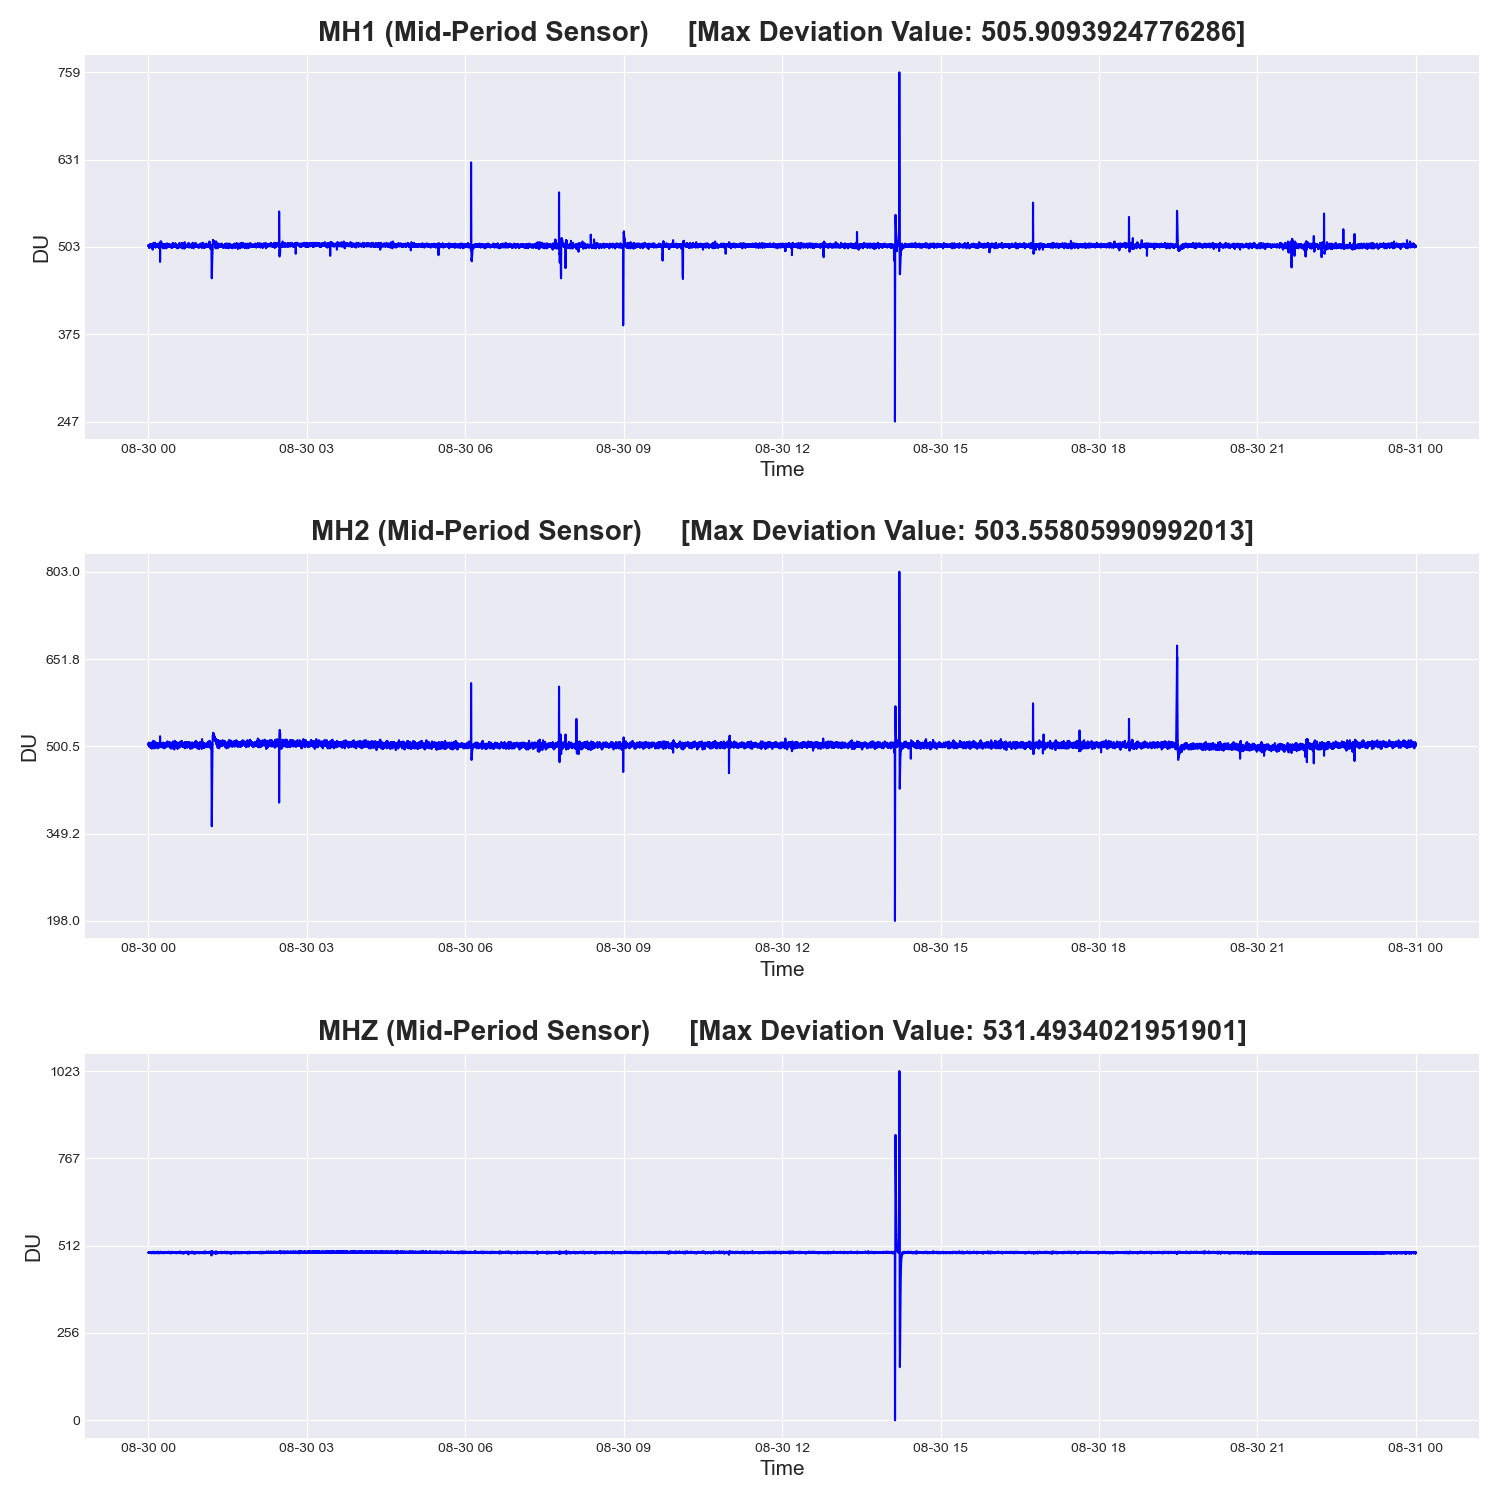 MH1 (Mid-Period Sensor) [Max Deviation Value: 505.9093924776286]
759
631
503
375
247
DU
08-30 00 08-30 03 08-30 06 08-30 09 08-30 12 08-30 15 08-30 18 08-30 21 08-31 00
Time
MH2 (Mid-Period Sensor) [Max Deviation Value: 503.55805990992013]
803.0
651.8
500.5
349.2
198.0
DU
08-30 00 08-30 03 08-30 06 08-30 09 08-30 12 08-30 15 08-30 18 08-30 21 08-31 00
Time
MHZ (Mid-Period Sensor) [Max Deviation Value: 531.4934021951901]
1023
767
512
256
0
DU
08-30 00 08-30 03 08-30 06 08-30 09 08-30 12 08-30 15 08-30 18 08-30 21 08-31 00
Time